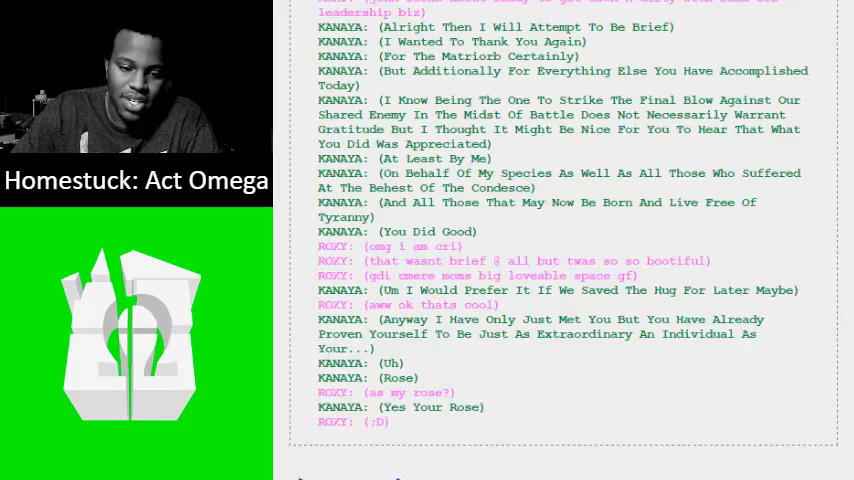 Homestuck: Act Omega
leadership biz)
KANAYA: (Alright Then I Will Attempt To Be Brief)
KANAYA: (I Wanted To Thank You Again)
KANAYA: (For The Matriorb Certainly)
KANAYA: (But Additionally For Everything Else You Have Accomplished
Today)
KANAYA: (I Know Being The One To Strike The Final Blow Against Our
Shared Enemy In The Midst Of Battle Does Not Necessarily Warrant
Gratitude But I Thought It Might Be Nice For You To Hear That What
You Did Was Appreciated)
KANAYA: (At Least By Me)
KANAYA: (On Behalf Of My Species As Well As All Those Who Suffered
At The Behest Of The Condesce)
KANAYA: (And All Those That May Now Be Born And Live Free Of
Tyranny)
KANAYA: (You Did Good)
ROXY: (omg i am cri)
ROXY: (that wasnt brief @ all but twas so so bootiful)
ROXY: (gdi cmere moms big loveable space gf)
KANAYA: (Um I Would Prefer It If We Saved The Hug For Later Maybe)
ROXY: (aww ok thats cool)
KANAYA: (Anyway I Have Only Just Met You But You Have Already
Proven Yourself To Be Just As Extraordinary An Individual As
Your...)
KANAYA: (Uh)
KANAYA: (Rose)
ROXY: (as my rose?)
KANAYA: (Yes Your Rose)
ROXY: (;D)